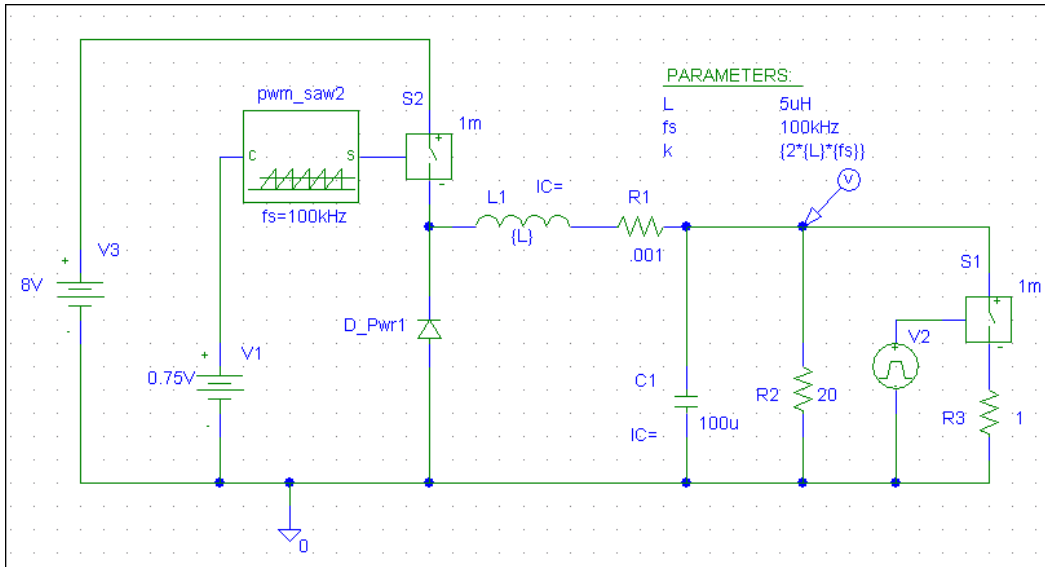 PARAMETERS:
L 5uH
fs 100kHz
k {2*{L}*{fs}}
pwm_saw2
C S
fs=100kHz
S2
+
1m
-
L1
IC=
{L}
R1
.001
V
V3
+
8V
-
V1
+
0.75V
-
D_Pwr1
C1
100u
IC=
R2
20
V2
+
-
S1
+
1m
-
R3
1
0